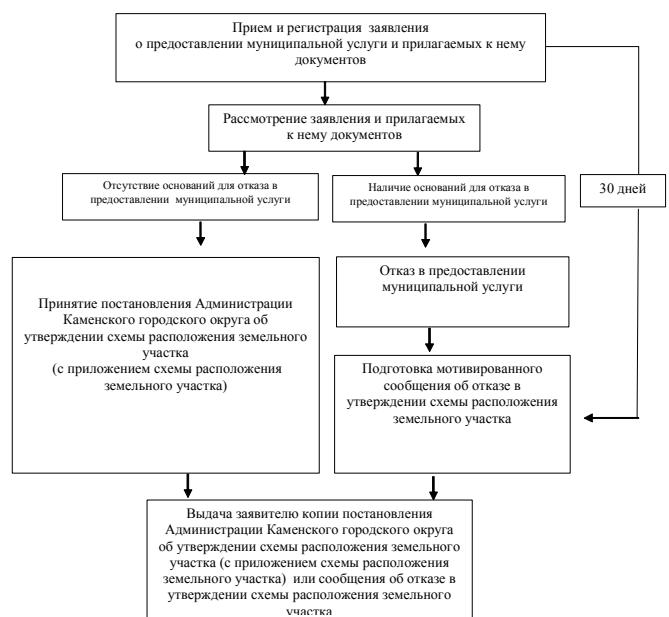 Прием и регистрация заявления
о предоставлении муниципальной услуги и прилагаемых к нему
документов
Рассмотрение заявления и прилагаемых
к нему документов
Отсутствие оснований для отказа в
предоставлении муниципальной услуги
Наличие оснований для отказа в
предоставлении муниципальной услуги
30 дней
Принятие постановления Администрации
Каменского городского округа об
утверждении схемы расположения земельного
участка
(с приложением схемы расположения
земельного участка)
Отказ в предоставлении
муниципальной услуги
Подготовка мотивированного
сообщения об отказе в
утверждении схемы расположения
земельного участка
Выдача заявителю копии постановления
Администрации Каменского городского округа
об утверждении схемы расположения земельного
участка (с приложением схемы расположения
земельного участка) или сообщения об отказе в
утверждении схемы расположения земельного
участка